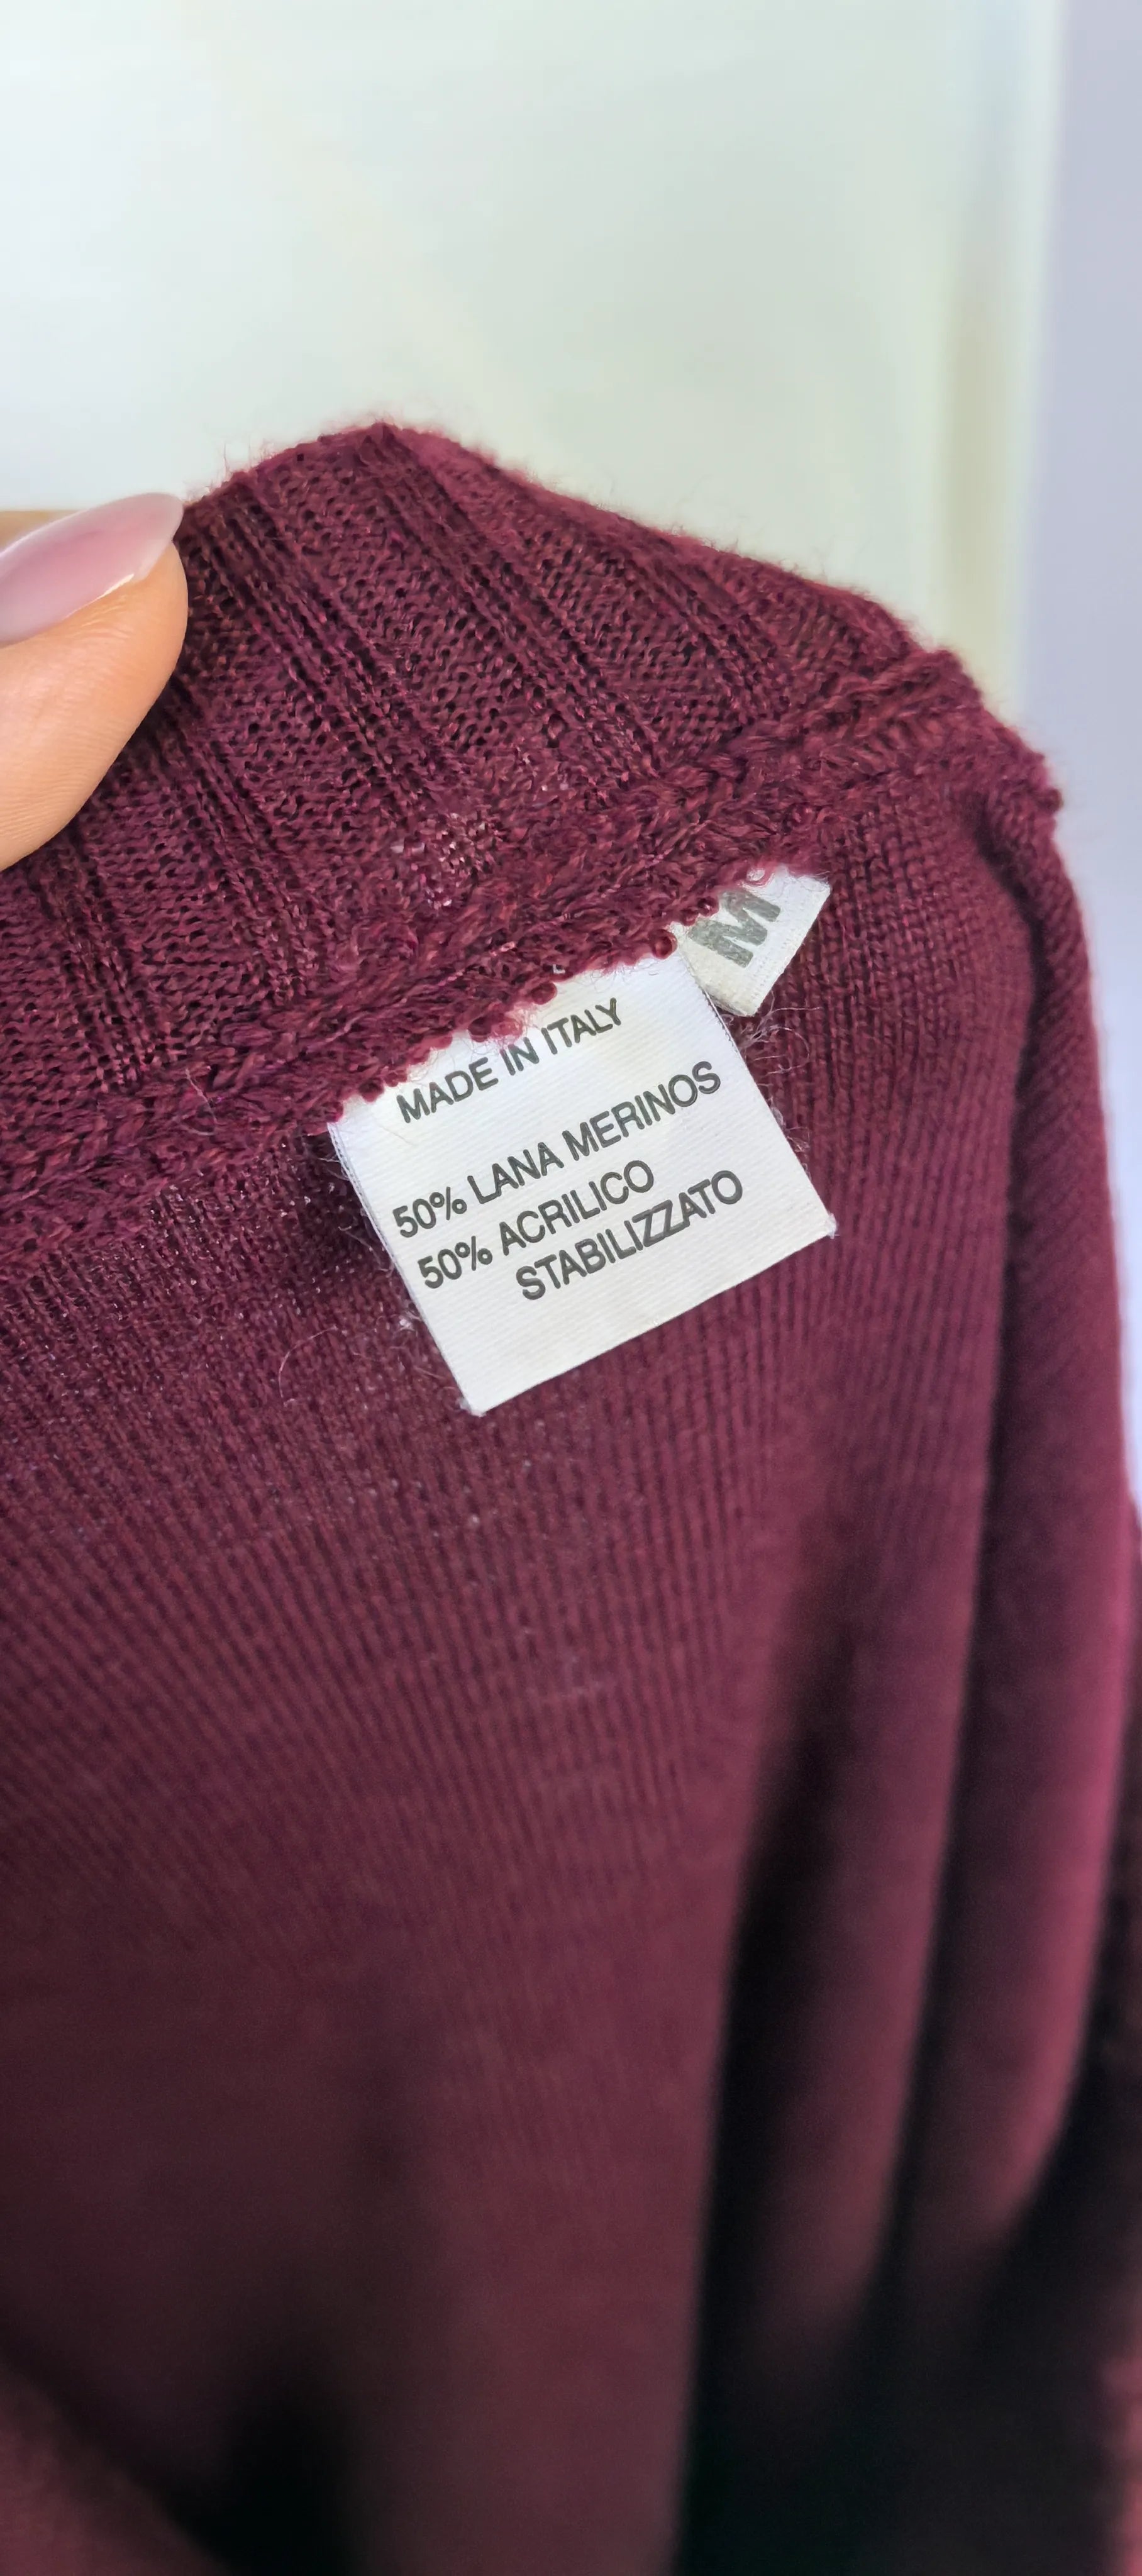 M
MADE IN ITALY
50% LANA MERINOS
50% ACRILICO
STABILIZZATO